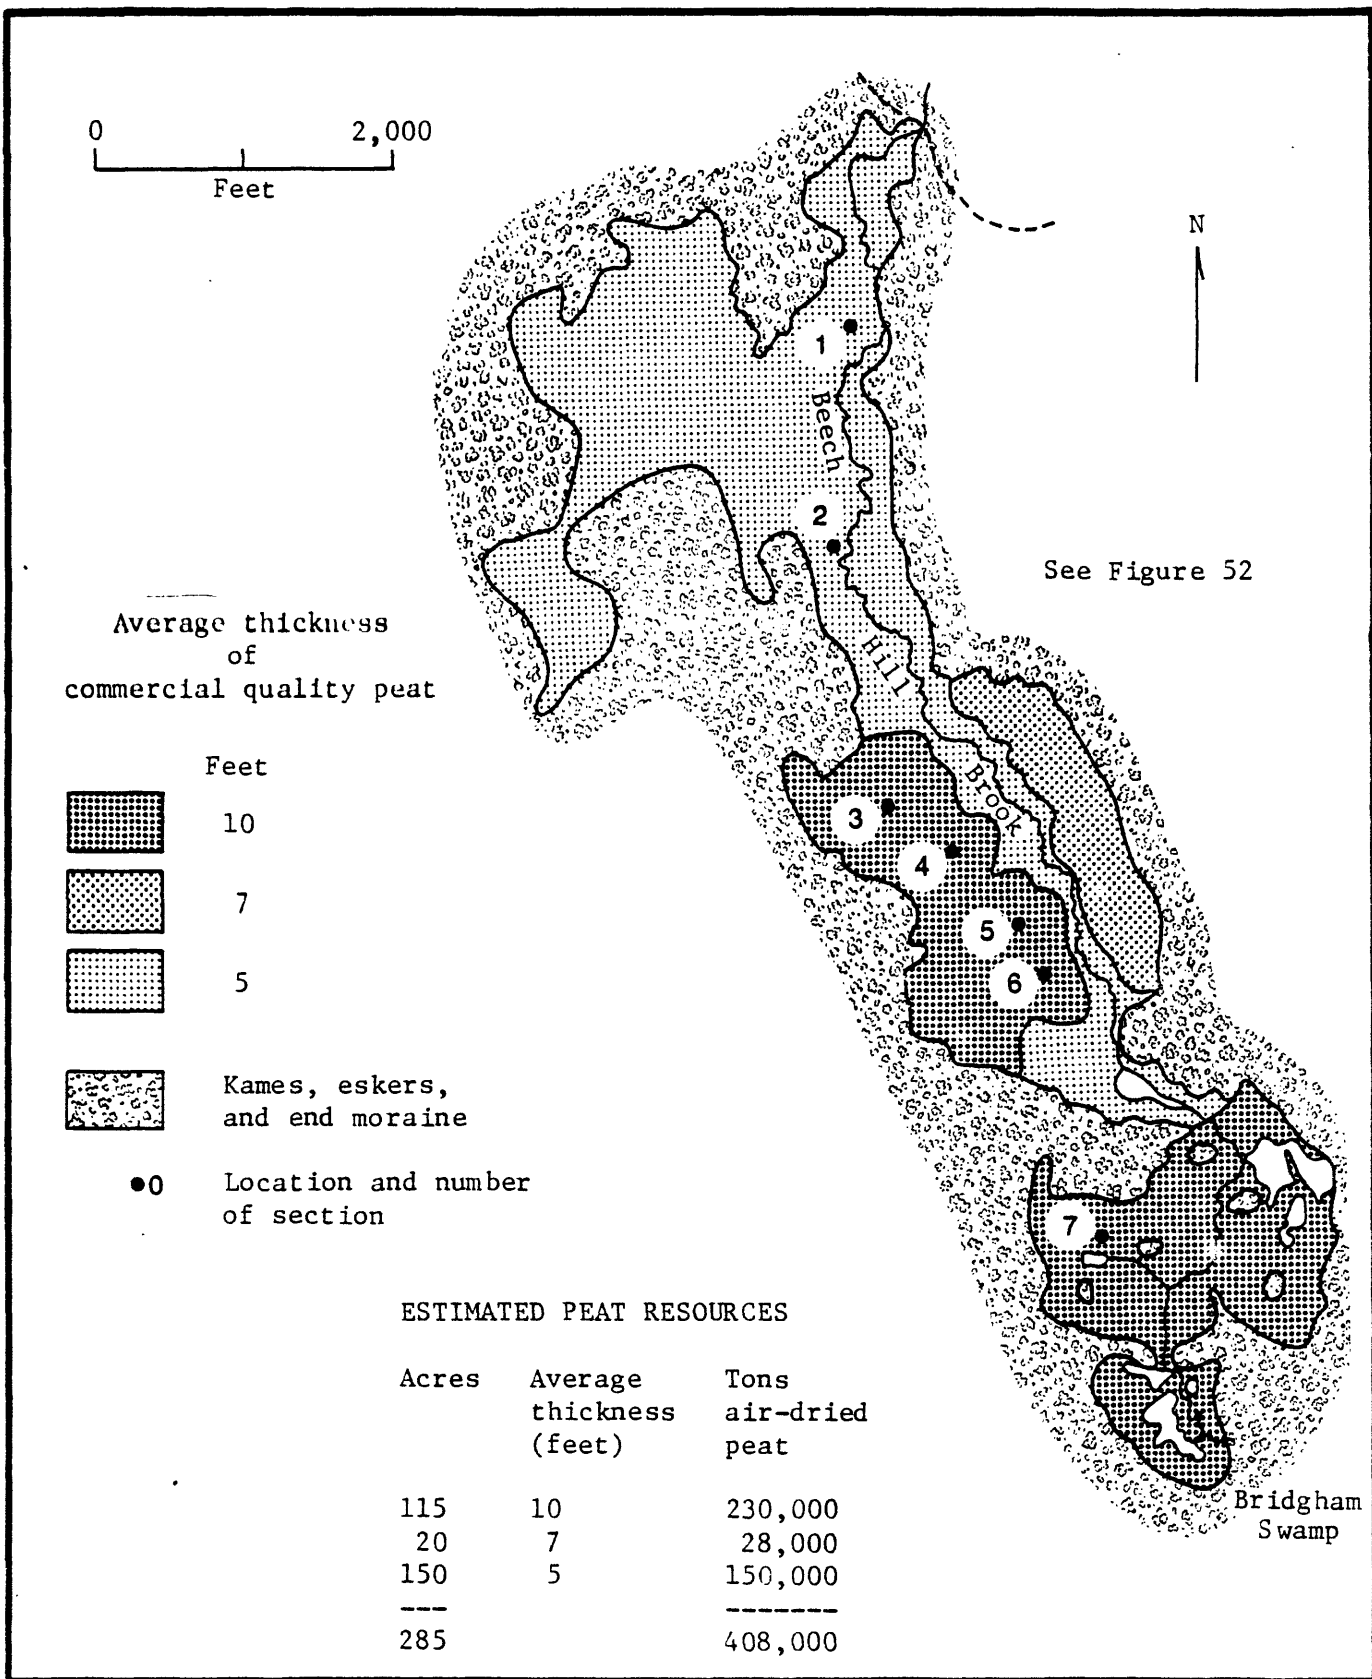 0 2,000
Feet
N
1
Beech
2
See Figure 52
Hill
Average thickness
of
commercial quality peat
Feet
10
7
5
Brook
3
4
5
6
Kames, eskers,
and end moraine
0 Location and number
of section
7
ESTIMATED PEAT RESOURCES
Acres Average Tons
thickness air-dried
(feet) peat
115 10 230,000
20 7 28,000
150 5 150,000
--- -------
285 408,000
Bridgham
Swamp